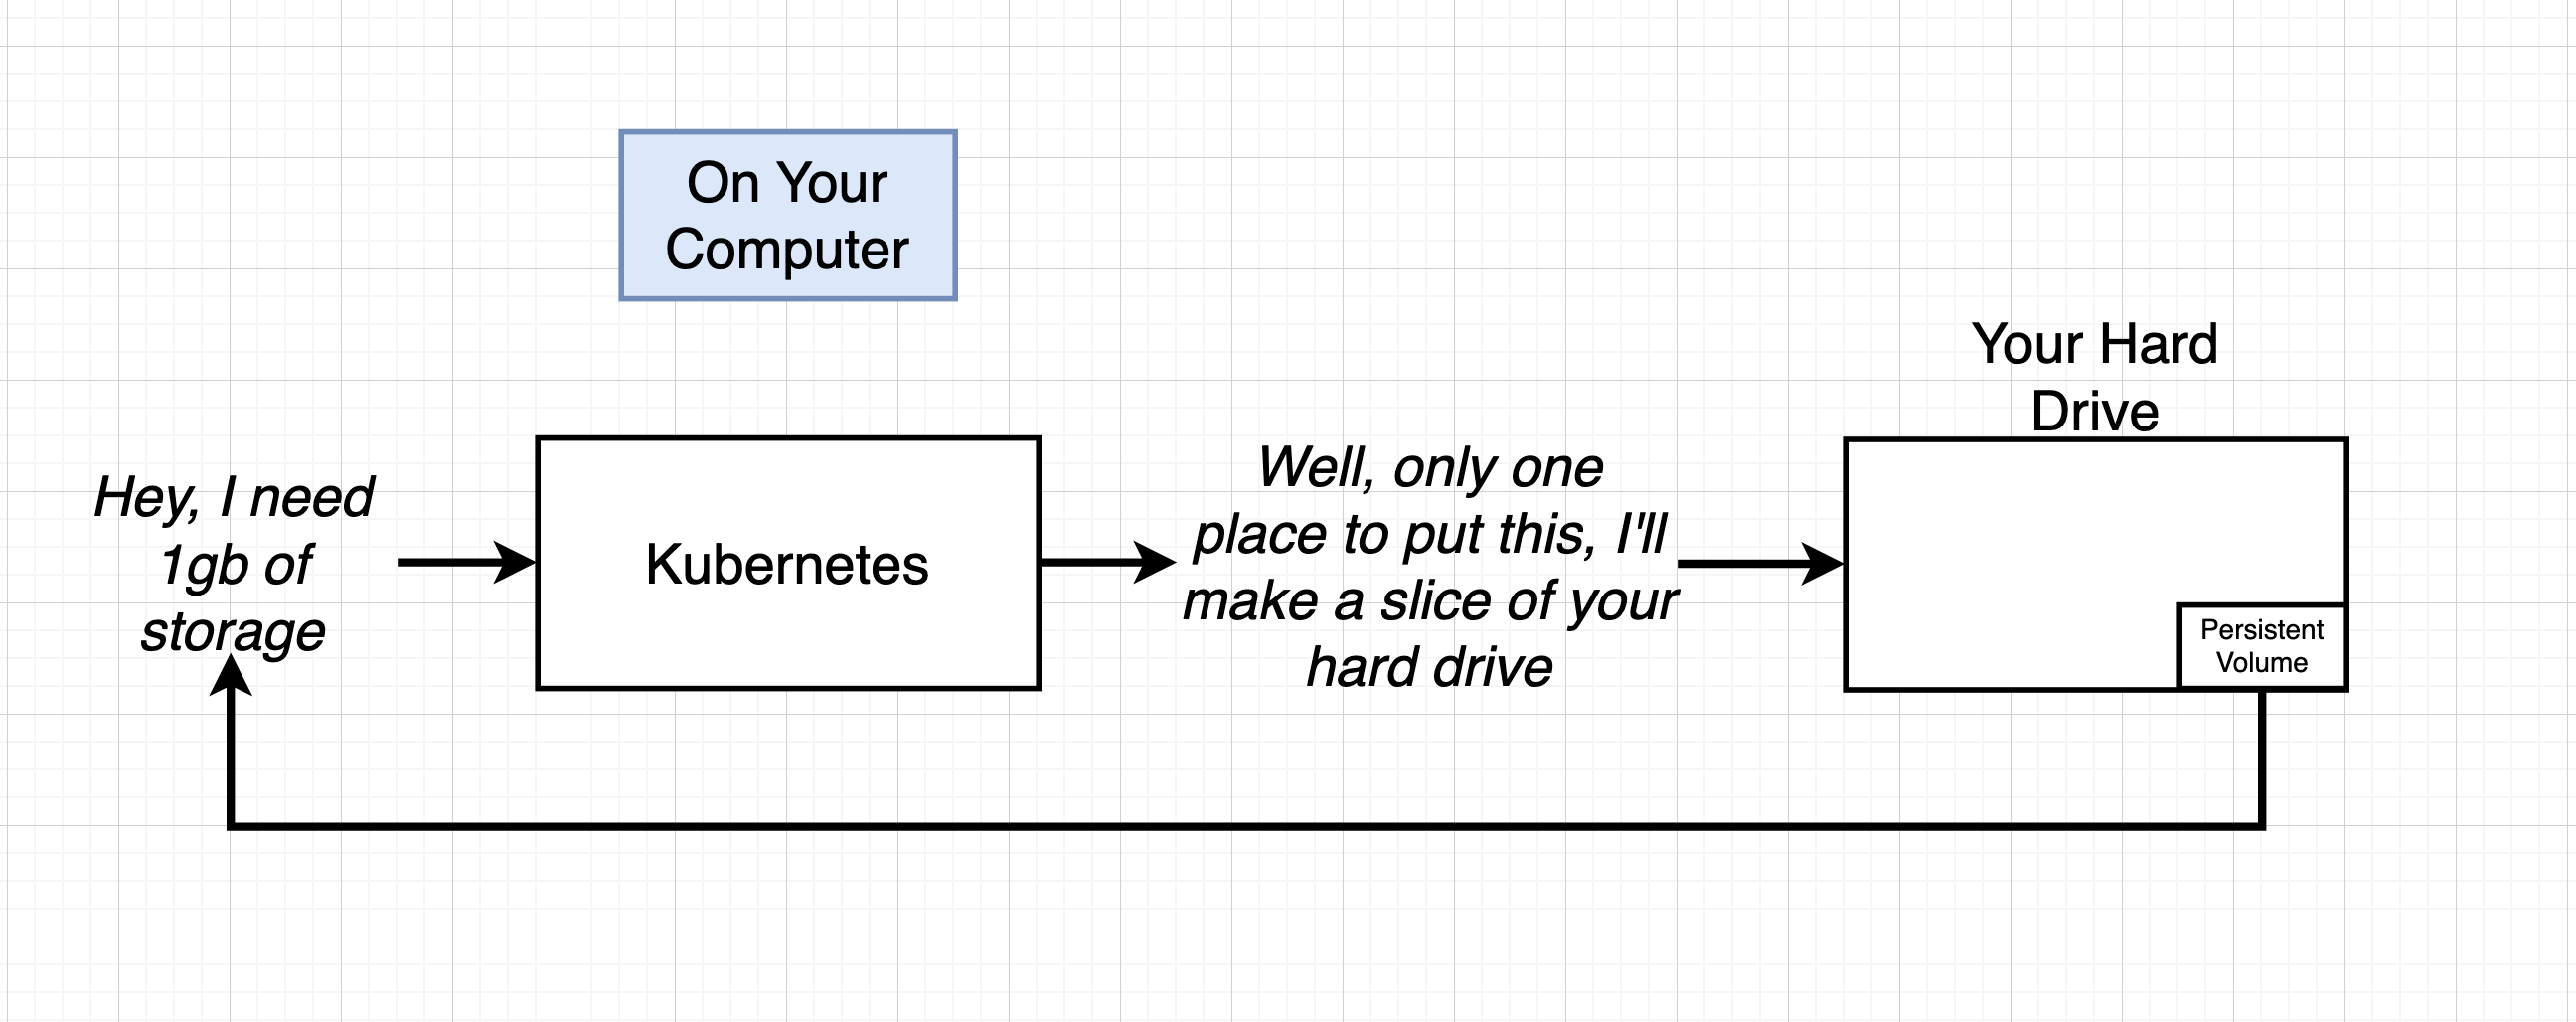 On Your
Computer
Your Hard
Drive
Hey, I need
1gb of
storage
Kubernetes
Well, only one
place to put this, I'll
make a slice of your
hard drive
Persistent
Volume